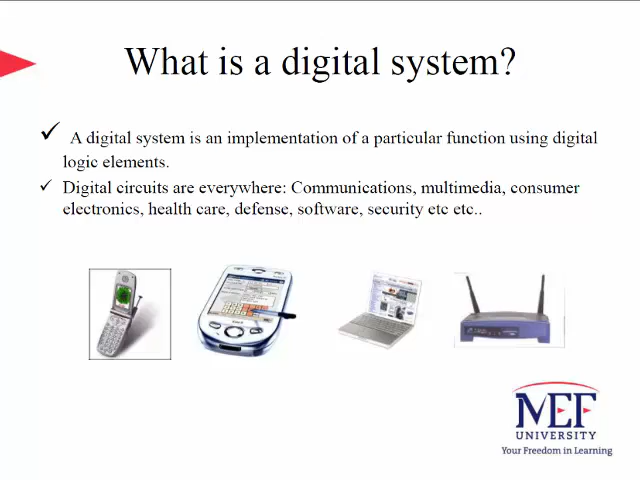 What is a digital system?
A digital system is an implementation of a particular function using digital
logic elements.
Digital circuits are everywhere: Communications, multimedia, consumer
electronics, health care, defense, software, security etc etc..
MEF
UNIVERSITY
Your Freedom in Learning